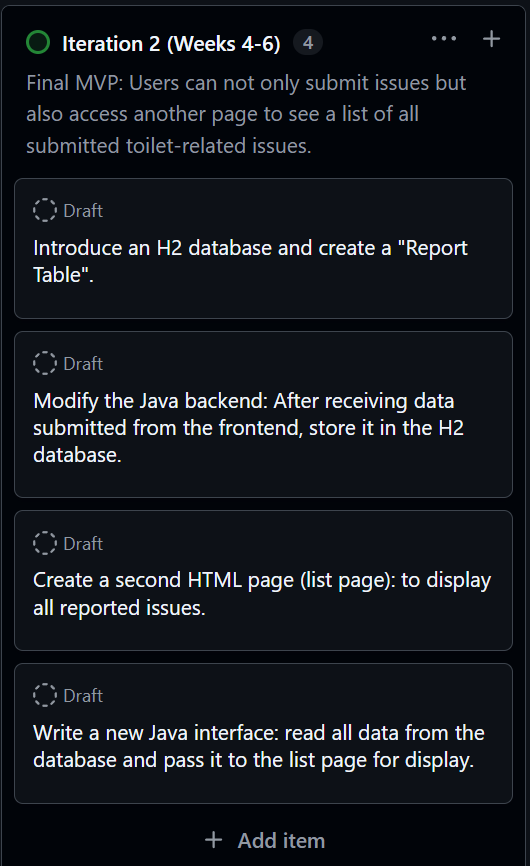 Iteration 2 (Weeks 4-6) 4
Final MVP: Users can not only submit issues but
also access another page to see a list of all
submitted toilet-related issues.
Draft
Introduce an H2 database and create a "Report
Table".
Draft
Modify the Java backend: After receiving data
submitted from the frontend, store it in the H2
database.
Draft
Create a second HTML page (list page): to display
all reported issues.
Draft
Write a new Java interface: read all data from the
database and pass it to the list page for display.
+ Add item